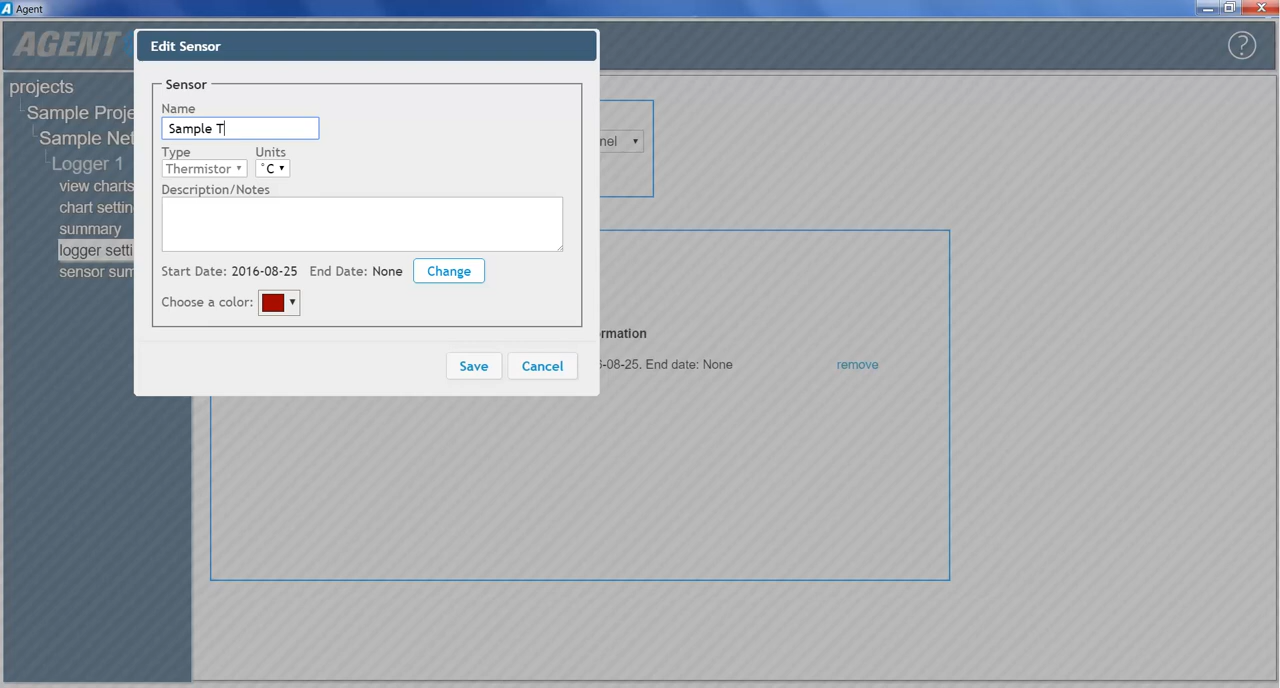 Agent
AGENT
?
Edit Sensor
projects
Sample Proje
Sample Net
Logger 1
view charts
chart settin
summary
logger setti
sensor sum
Sensor
Name
Sample T
Type Units
Thermistor °C
Description/Notes
Start Date: 2016-08-25 End Date: None Change
Choose a color:
Save Cancel
nel
rmation
-08-25. End date: None remove